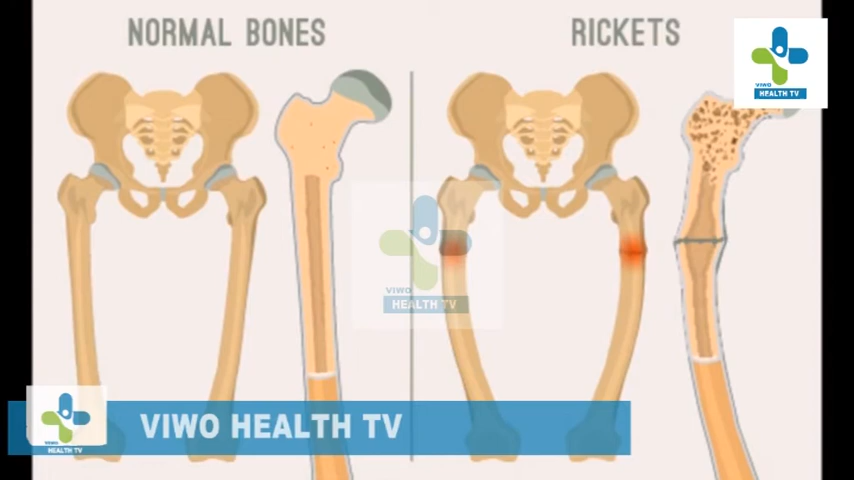 NORMAL BONES
RICKETS
VIWO
HEALTH TV
VIWO
HEALTH TV
VIWO
HEALTH TV
VIWO HEALTH TV